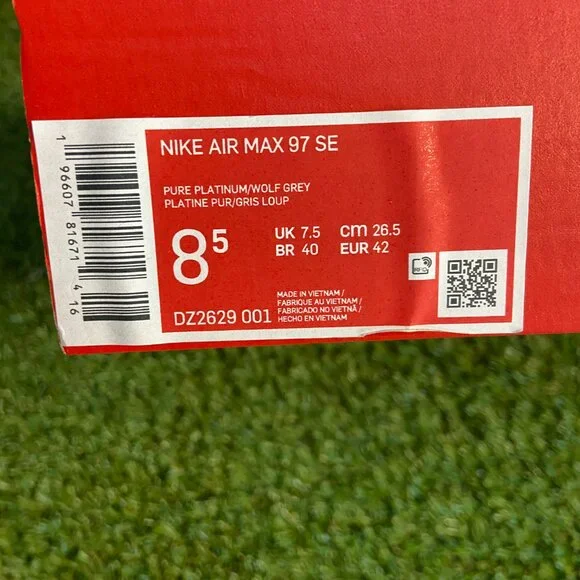 NIKE AIR MAX 97 SE
PURE PLATINUM/WOLF GREY
PLATINE PUR/GRIS LOUP
8 5
UK 7.5 cm 26.5
BR 40 EUR 42
DZ2629 001
MADE IN VIETNAM /
FABRIQUE AU VIETNAM /
FABRICADO NO VIETNÃ /
HECHO EN VIETNAM
1 96607 81671 4 16